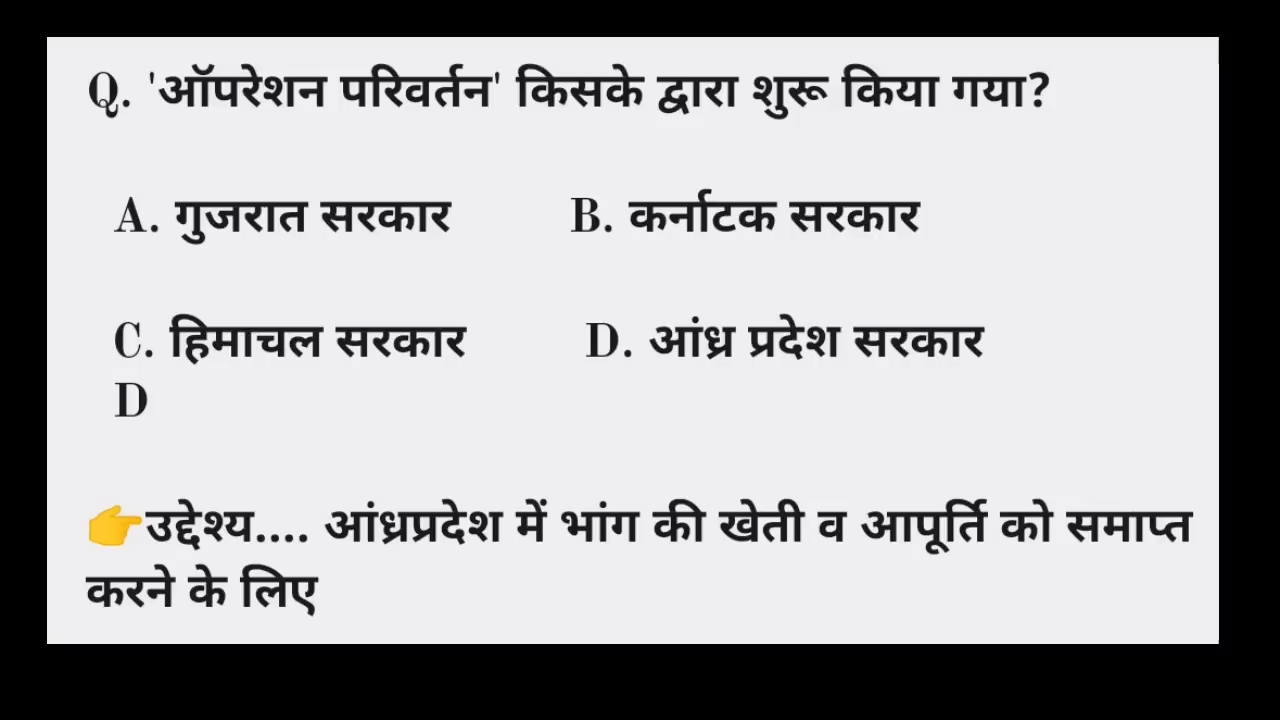 Q. 'ऑपरेशन परिवर्तन' किसके द्वारा शुरू किया गया?
A. गुजरात सरकार B. कर्नाटक सरकार
C. हिमाचल सरकार D. आंध्र प्रदेश सरकार
D
👉उद्देश्य.... आंध्रप्रदेश में भांग की खेती व आपूर्ति को समाप्त
करने के लिए